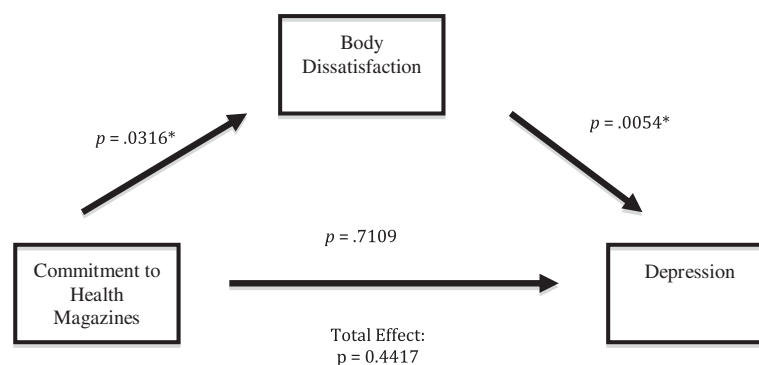 Body
Dissatisfaction
p = .0316*
p = .0054*
p = .7109
Commitment to
Health
Magazines
Depression
Total Effect:
p = 0.4417